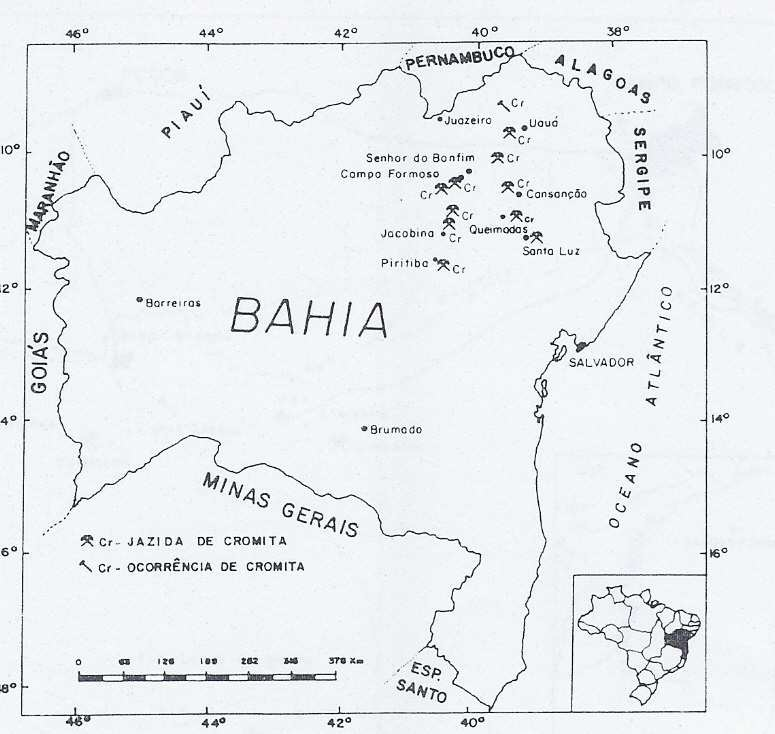 46° 44° 42° 40° 38°
PERNAMBUCO
ALAGOAS
PIAUÍ
Cr
Juazeiro
Uauá
Cr
SERGIPE
10°
10°
Senhor do Bonfim
Cr
Campo Formoso
Cr
Cr
Cr
Cansanção
MARANHÃO
Cr
Cr
Queimadas
Jacobina
Cr
Santa Luz
Piritiba
Cr
12°
12°
Barreiras
BAHIA
GOIÁS
SALVADOR
OCEANO ATLÂNTICO
14°
14°
Brumado
MINAS GERAIS
Cr - JAZIDA DE CROMITA
Cr - OCORRÊNCIA DE CROMITA
16°
16°
0 63 126 189 252 378 Km
ESP. SANTO
18°
46° 44° 42° 40°